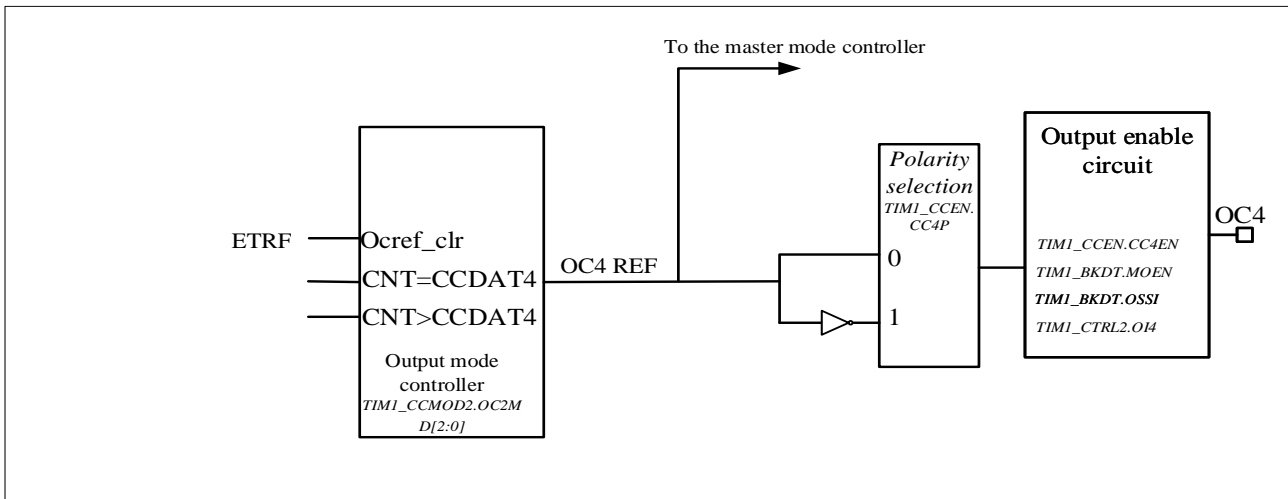 To the master mode controller
ETRF
Ocref_clr
CNT=CCDAT4
CNT>CCDAT4
Output mode
controller
TIM1_CCMOD2.OC2M
D[2:0]
OC4 REF
Polarity
selection
TIM1_CCEN.
CC4P
0
1
Output enable
circuit
TIM1_CCEN.CC4EN
TIM1_BKDT.MOEN
TIM1_BKDT.OSSI
TIM1_CTRL2.OI4
OC4